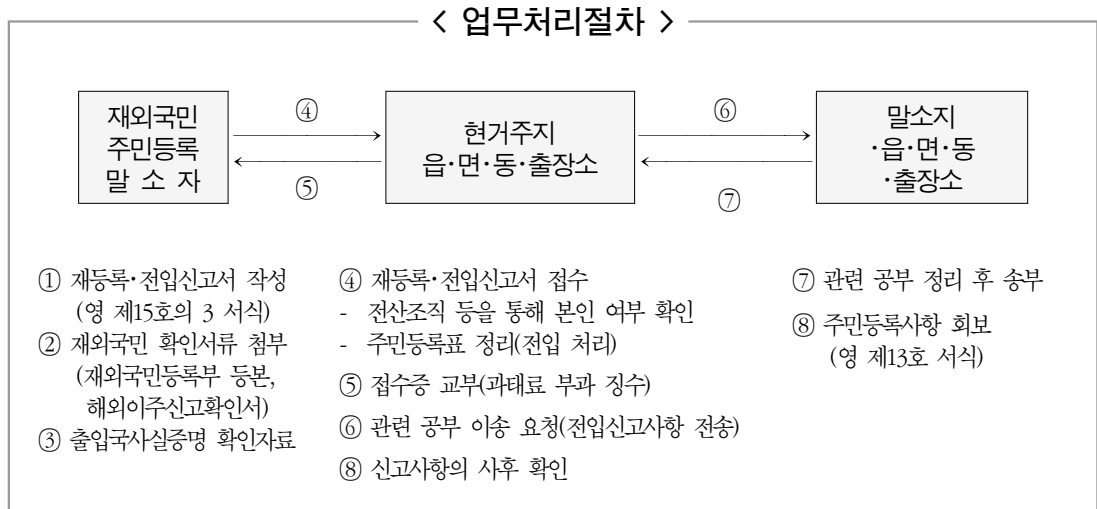 < 업무처리절차 >
재외국민
주민등록
말 소 자
④
⑤
현거주지
읍·면·동·출장소
⑥
⑦
말소지
·읍·면·동
·출장소
① 재등록·전입신고서 작성
(영 제15호의 3 서식)
② 재외국민 확인서류 첨부
(재외국민등록부 등본,
해외이주신고확인서)
③ 출입국사실증명 확인자료
④ 재등록·전입신고서 접수
- 전산조직 등을 통해 본인 여부 확인
- 주민등록표 정리(전입 처리)
⑤ 접수증 교부(과태료 부과 징수)
⑥ 관련 공부 이송 요청(전입신고사항 전송)
⑧ 신고사항의 사후 확인
⑦ 관련 공부 정리 후 송부
⑧ 주민등록사항 회보
(영 제13호 서식)